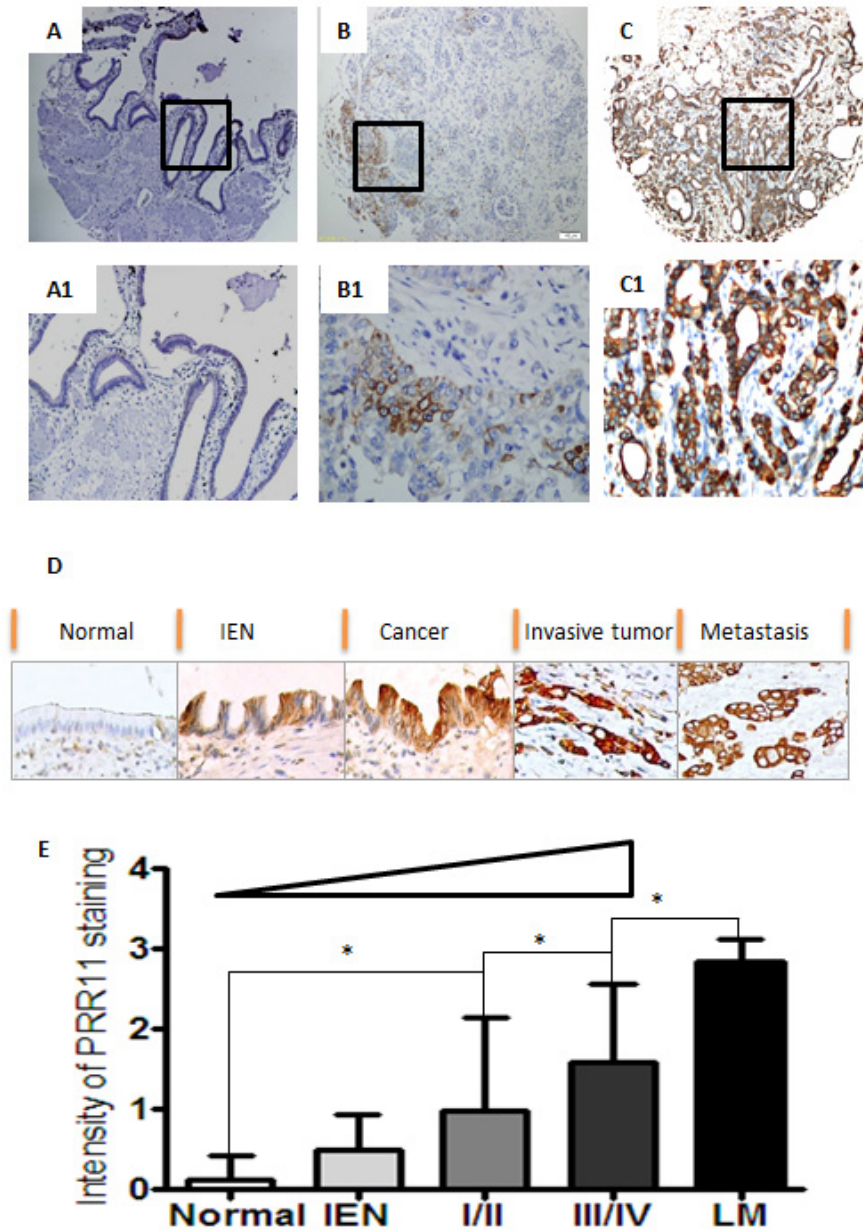 A
B
C
A1
B1
C1
D
Normal IEN Cancer Invasive tumor Metastasis
E
Intensity of PRR11 staining
4
3
2
1
0
*
*
*
Normal IEN I/II III/IV LM